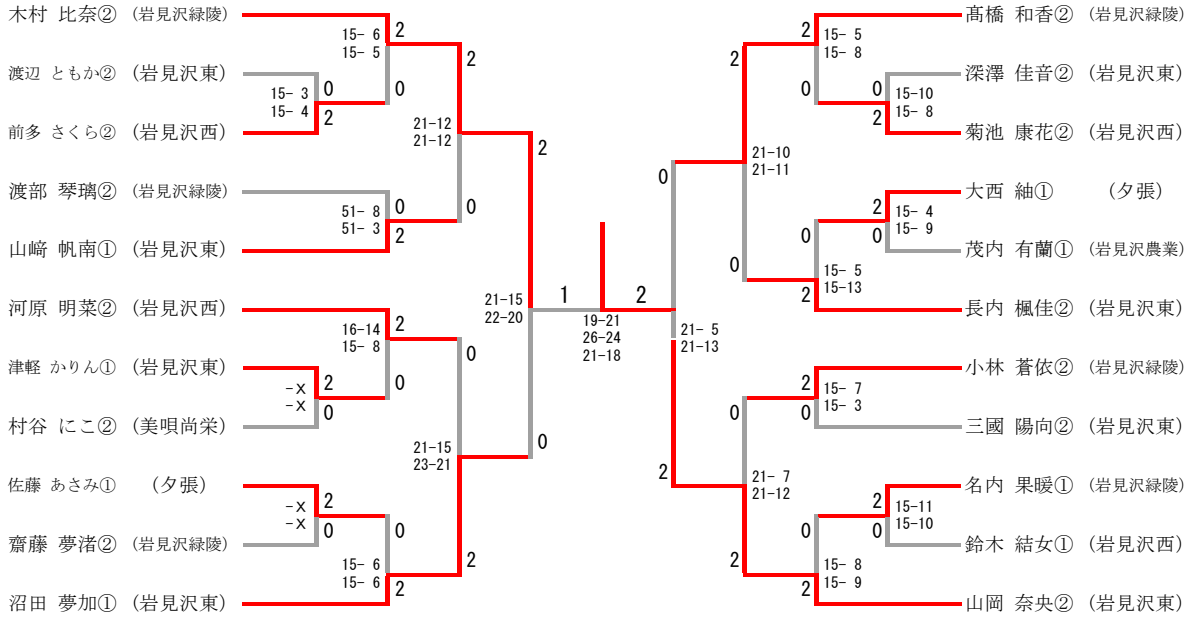 木村 比奈② (岩見沢緑陵)
渡辺 ともか② (岩見沢東)
前多 さくら② (岩見沢西)
渡部 琴璃② (岩見沢緑陵)
山﨑 帆南① (岩見沢東)
河原 明菜② (岩見沢西)
津軽 かりん① (岩見沢東)
村谷 にこ② (美唄尚栄)
佐藤 あさみ① (夕張)
齋藤 夢渚② (岩見沢緑陵)
沼田 夢加① (岩見沢東)
15- 6 2
15- 5
15- 3 0
15- 4 2
0
2
21-12
21-12
51- 8 0
51- 3 2
0
2
16-14 2
15- 8
-X 2
-X 0
0
0
21-15
23-21
-X 2
-X 0
0
15- 6
15- 6 2
2
21-15
22-20
0
1
2
19-21
26-24
21-18
0
21- 5
21-13
2
2
21-10
21-11
0
0
21- 7
21-12
2
2 15- 5
15- 8
0 15-10
2 15- 8
2 15- 4
0 15- 9
0
15- 5
2 15-13
2 15- 7
0 15- 3
2 15-11
0 15-10
0
15- 8
2 15- 9
髙橋 和香② (岩見沢緑陵)
深澤 佳音② (岩見沢東)
菊池 康花② (岩見沢西)
大西 紬① (夕張)
茂内 有蘭① (岩見沢農業)
長内 楓佳② (岩見沢東)
小林 蒼依② (岩見沢緑陵)
三國 陽向② (岩見沢東)
名内 果暖① (岩見沢緑陵)
鈴木 結女① (岩見沢西)
山岡 奈央② (岩見沢東)